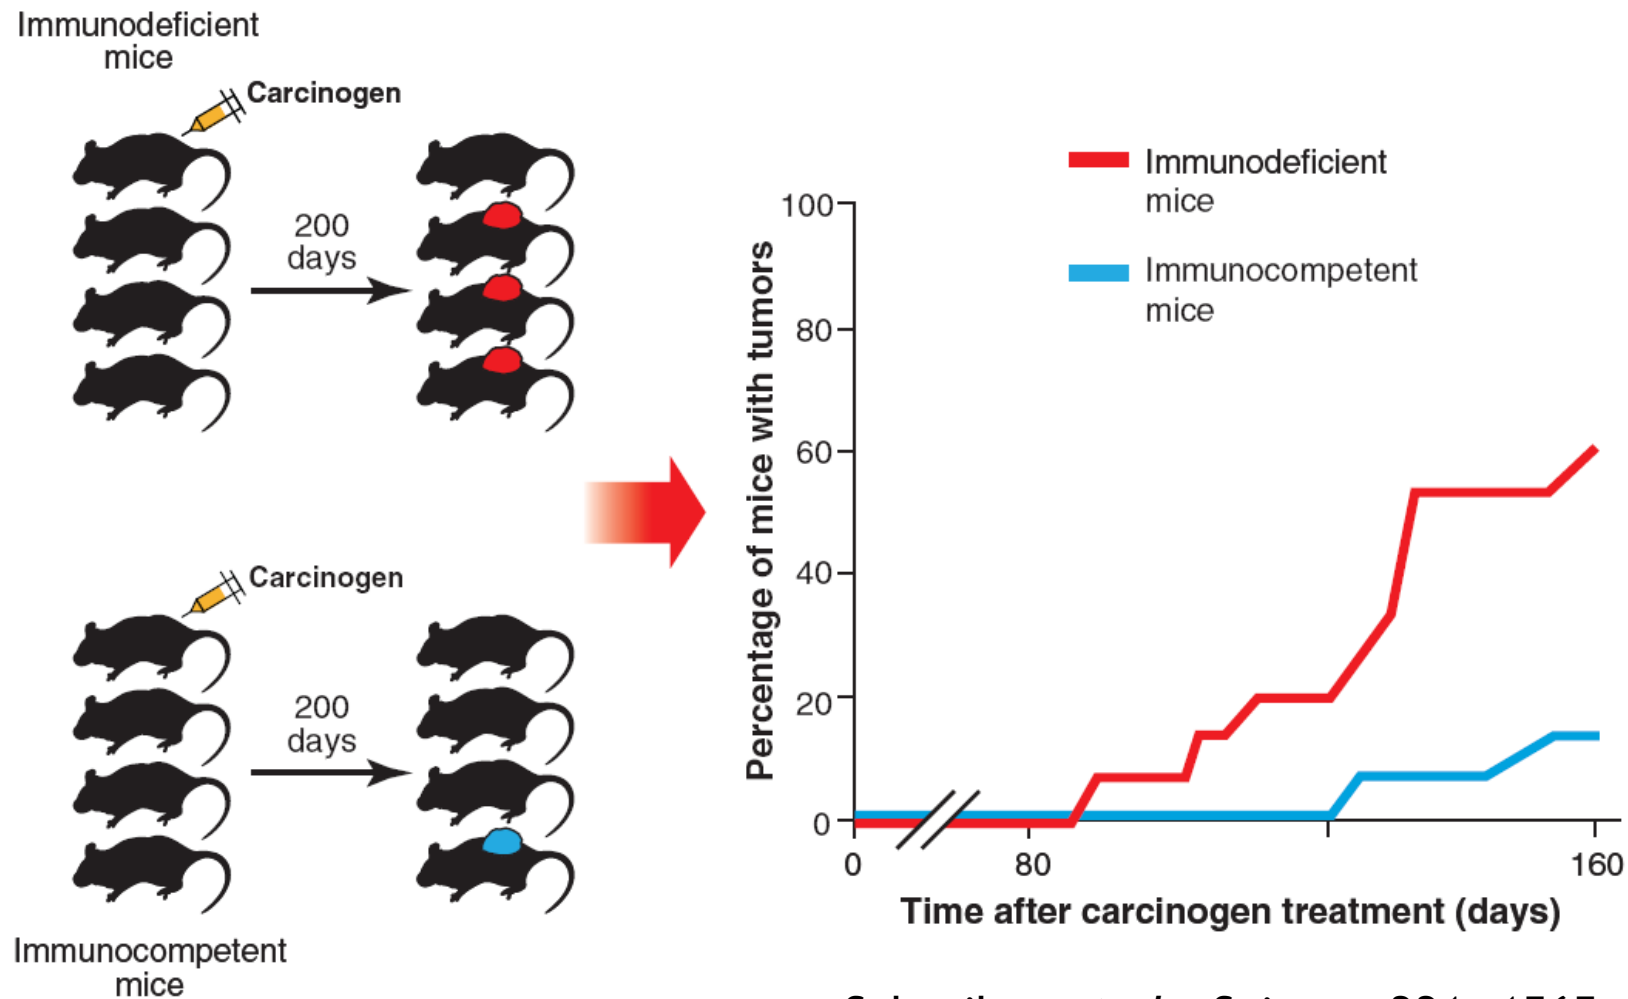 Immunodeficient
mice
Carcinogen
200
days
Carcinogen
200
days
Immunocompetent
mice
Immunodeficient
mice
Immunocompetent
mice
Percentage of mice with tumors
100
80
60
40
20
0
0
80
160
Time after carcinogen treatment (days)